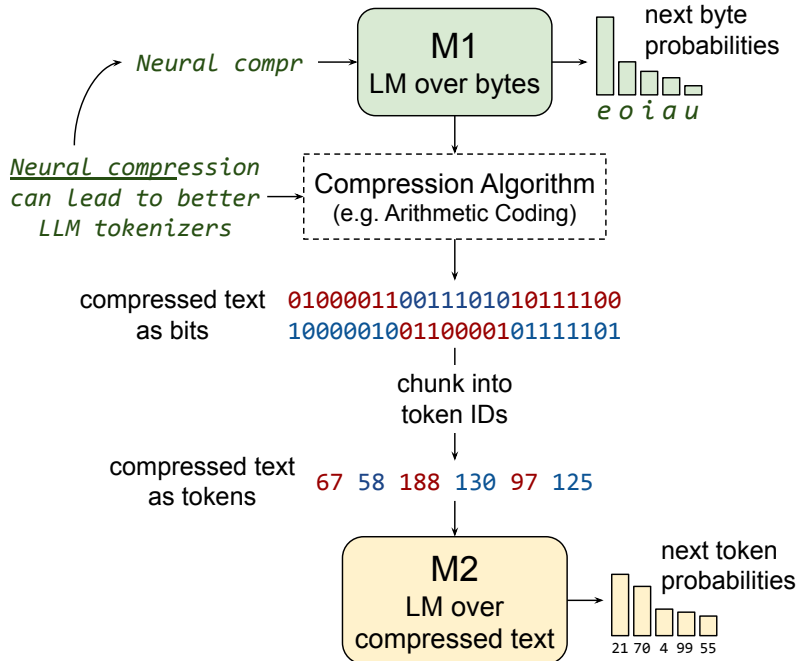 Neural compr
M1
LM over bytes
next byte
probabilities
e o i a u
Neural compression
can lead to better
LLM tokenizers
Compression Algorithm
(e.g. Arithmetic Coding)
compressed text
as bits
010000110011101010111100
100000100110000101111101
chunk into
token IDs
compressed text
as tokens
67 58 188 130 97 125
M2
LM over
compressed text
next token
probabilities
21 70 4 99 55